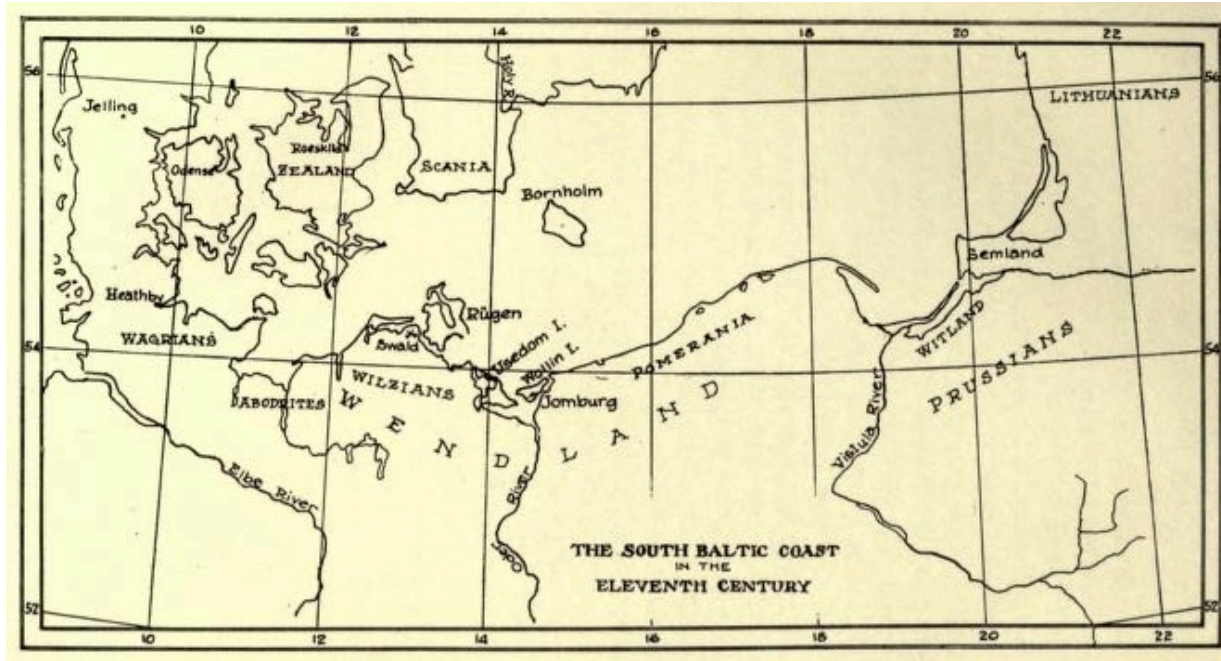 10
12
14
16
18
20
22
56
56
Holy R.
Jelling
LITHUANIANS
Roeskild
Odense
ZEALAND
SCANIA
Bornholm
Semland
Heathby
Rügen
WAGRIANS
Swald
Usedom I.
Wollin I.
POMERANIA
WITLAND
PRUSSIANS
54
54
WILZIANS
ABODRITES
Jomburg
WENDLAND
Vistula River
Elbe River
River
Odra
THE SOUTH BALTIC COAST
IN THE
ELEVENTH CENTURY
52
52
10
12
14
16
18
20
22